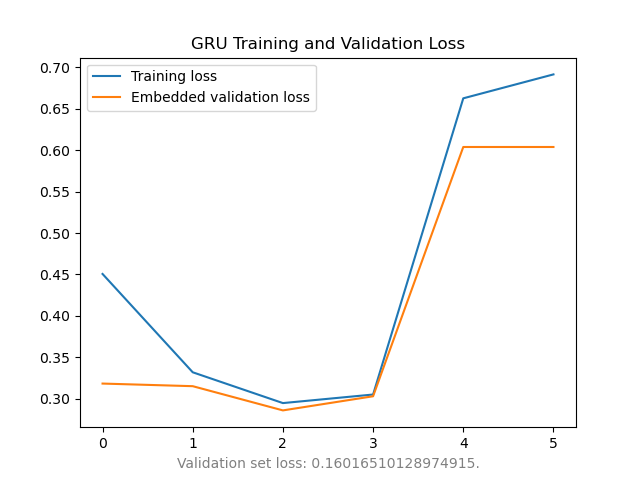 GRU Training and Validation Loss
Training loss
Embedded validation loss
0.70
0.65
0.60
0.55
0.50
0.45
0.40
0.35
0.30
0 1 2 3 4 5
Validation set loss: 0.16016510128974915.